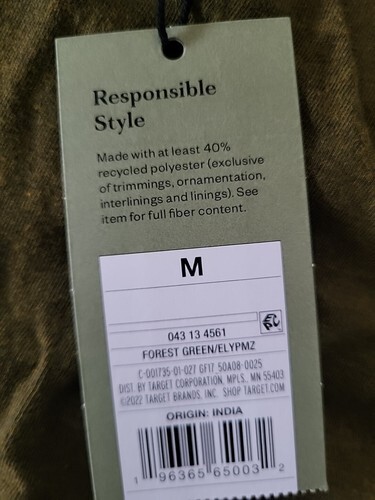 Responsible
Style
Made with at least 40%
recycled polyester (exclusive
of trimmings, ornamentation,
interlinings and linings). See
item for full fiber content.
M
043 13 4561
FOREST GREEN/ELYPMZ
C-001735-01-027 GF17 50A08-0025
DIST. BY TARGET CORPORATION, MPLS., MN 55403
©2022 TARGET BRANDS, INC. SHOP TARGET.COM
ORIGIN: INDIA
1 96365 65003 2